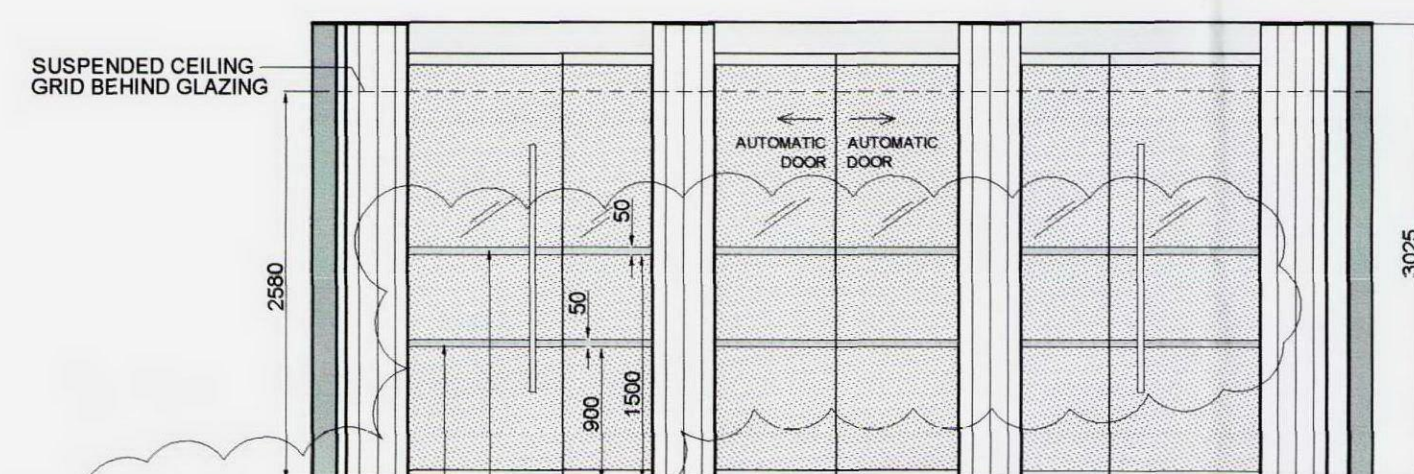 SUSPENDED CEILING
GRID BEHIND GLAZING
AUTOMATIC AUTOMATIC
DOOR DOOR
50
50
2580
900
1500
3025